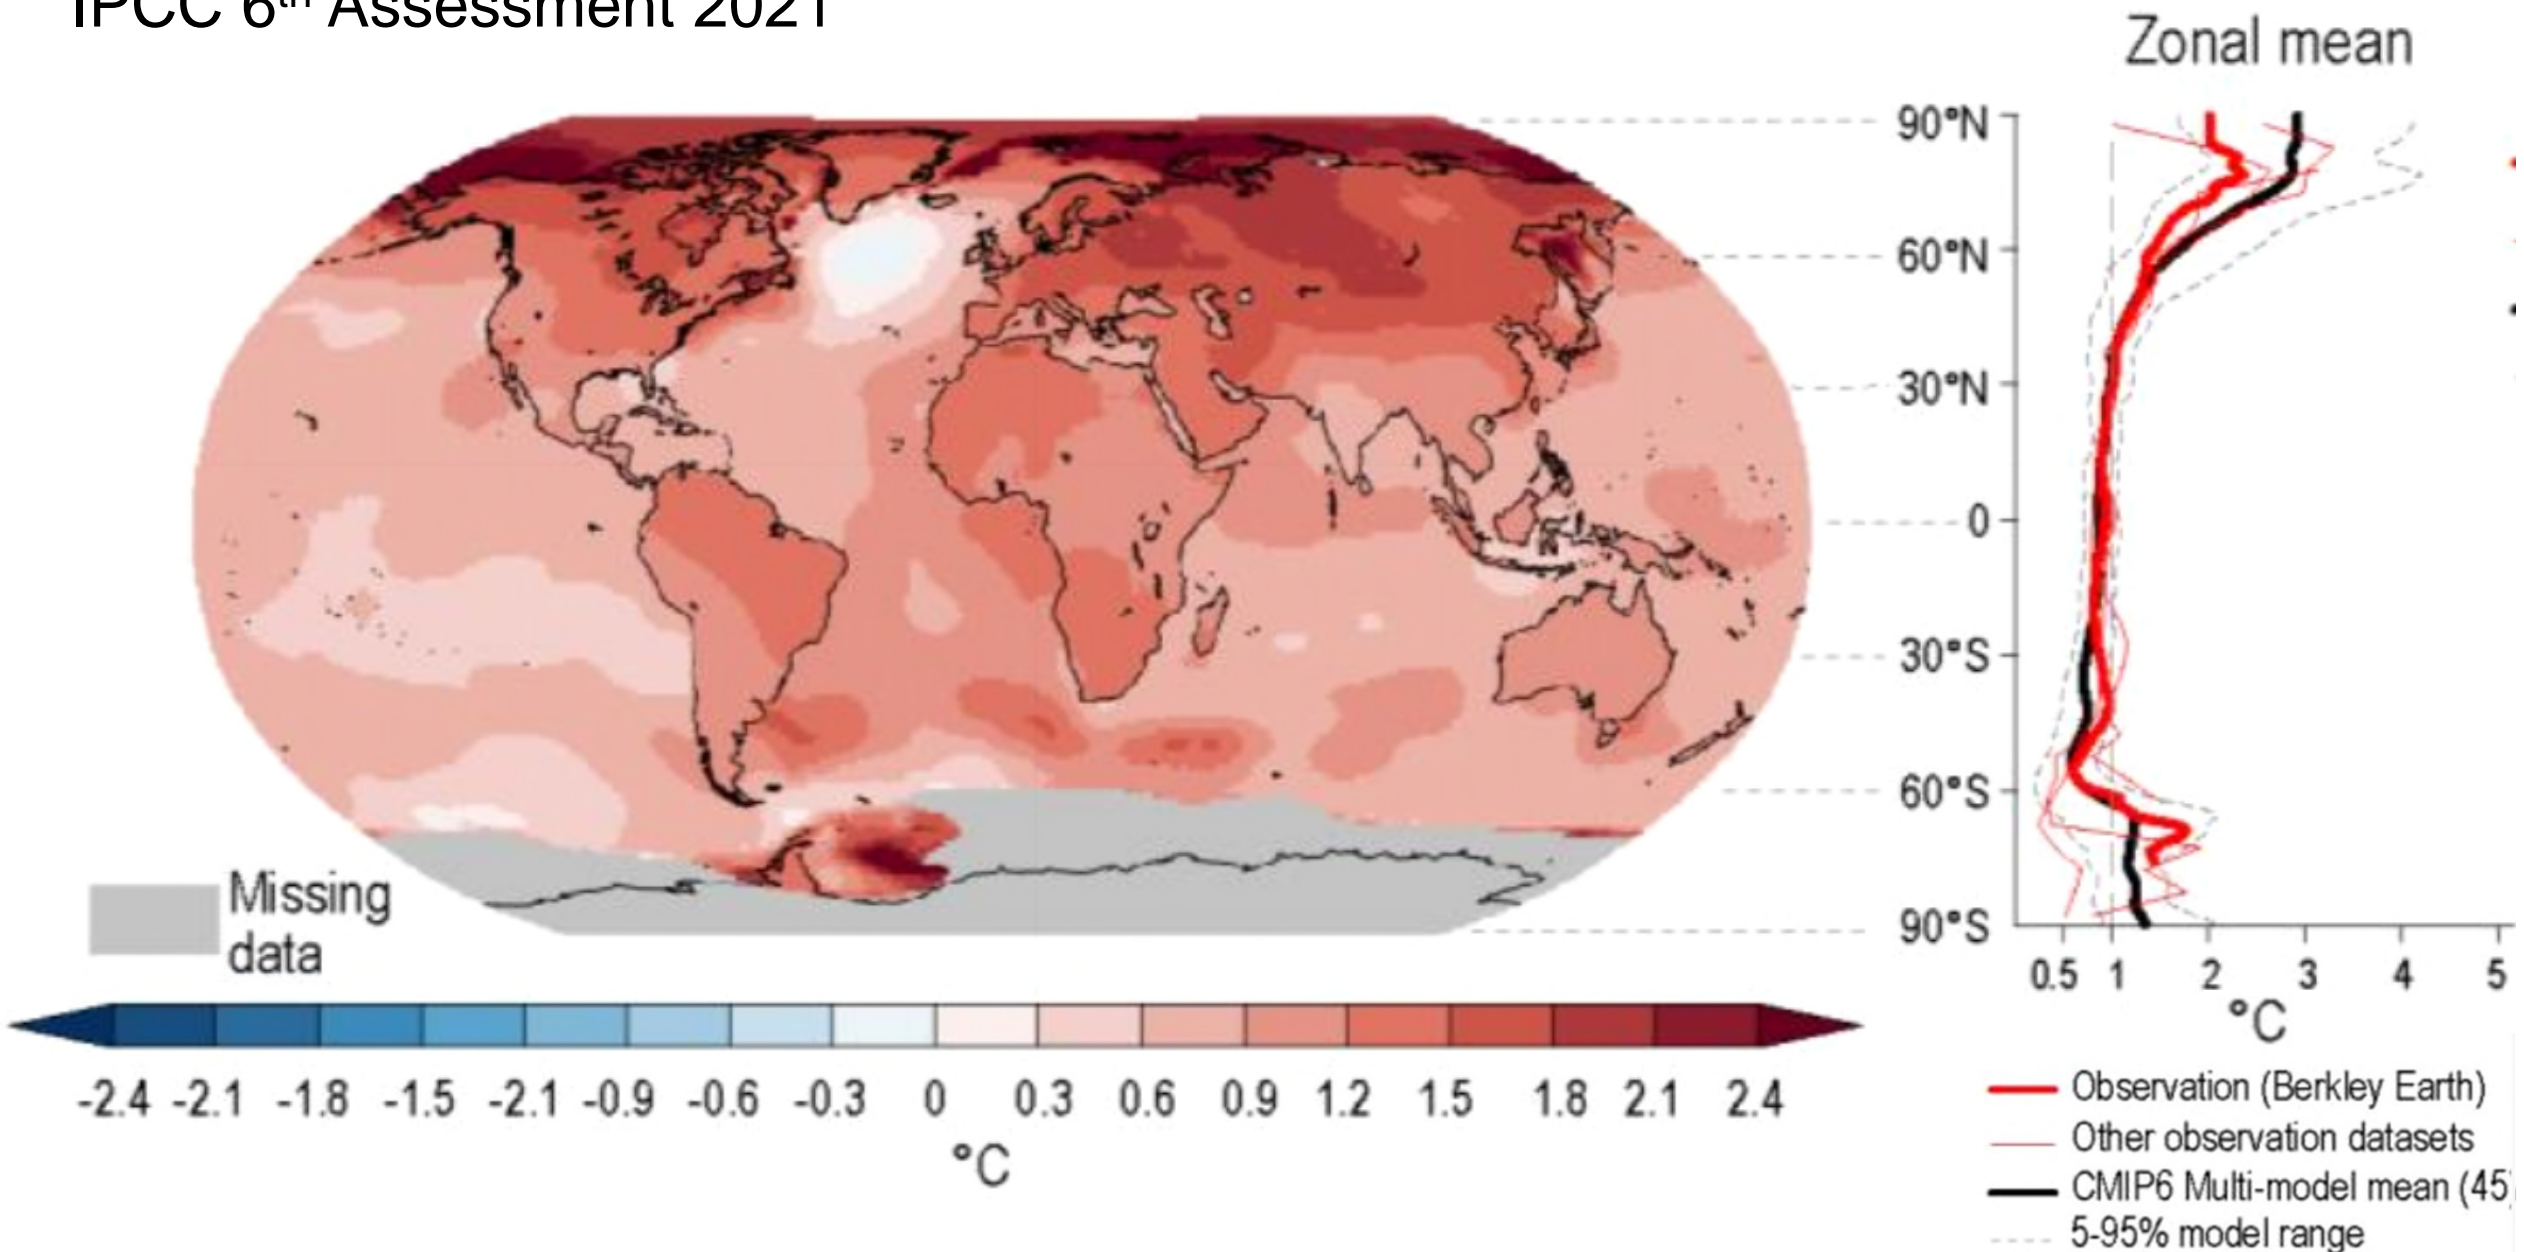 IPCC 6th Assessment 2021
Zonal mean
90°N
60°N
30°N
0
30°S
60°S
90°S
0.5 1 2 3 4 5
°C
Missing
data
-2.4 -2.1 -1.8 -1.5 -2.1 -0.9 -0.6 -0.3 0 0.3 0.6 0.9 1.2 1.5 1.8 2.1 2.4
°C
Observation (Berkley Earth)
Other observation datasets
CMIP6 Multi-model mean (45)
5-95% model range